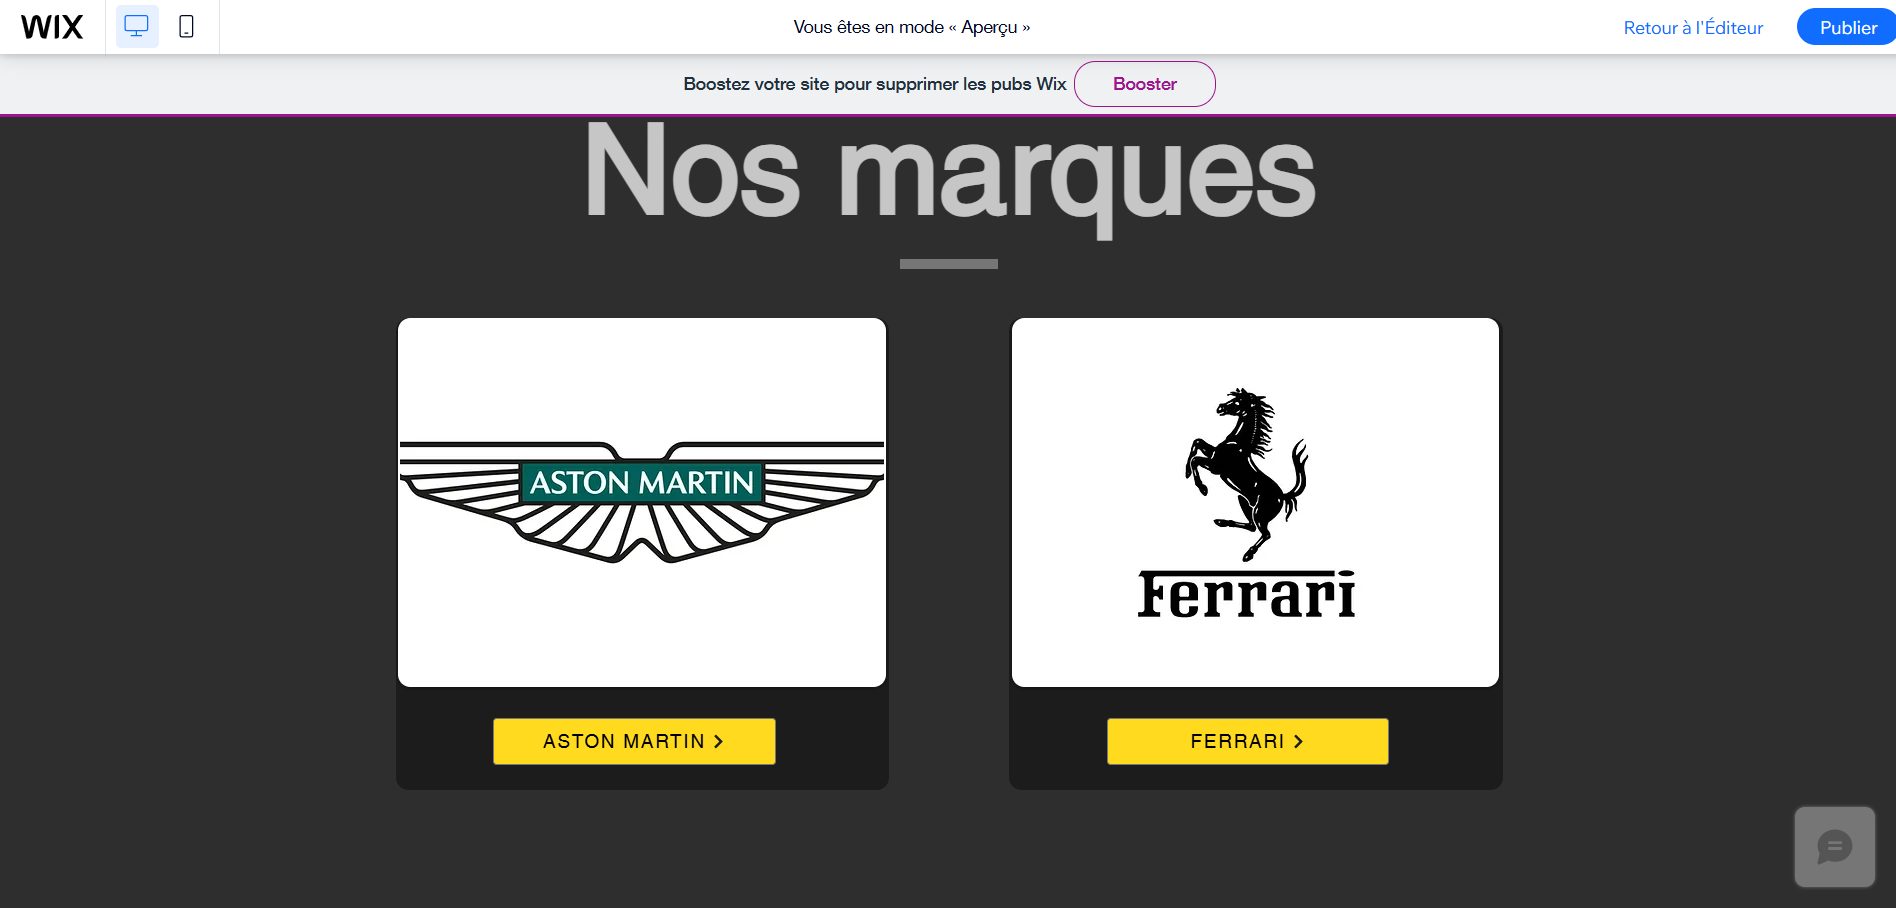 WIX
Vous êtes en mode « Aperçu »
Retour à l'Éditeur
Publier
Boostez votre site pour supprimer les pubs Wix
Booster
Nos marques
ASTON MARTIN
Ferrari
ASTON MARTIN >
FERRARI >